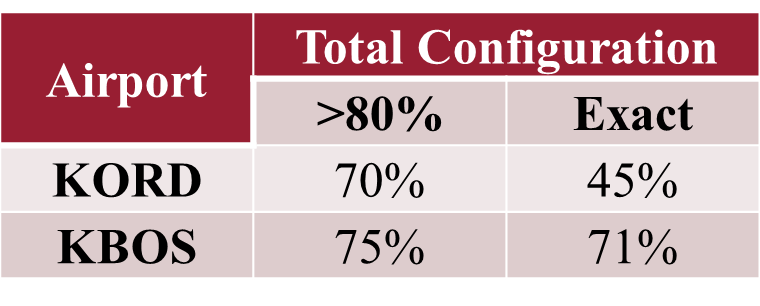 Airport Total Configuration
>80% Exact
KORD 70% 45%
KBOS 75% 71%